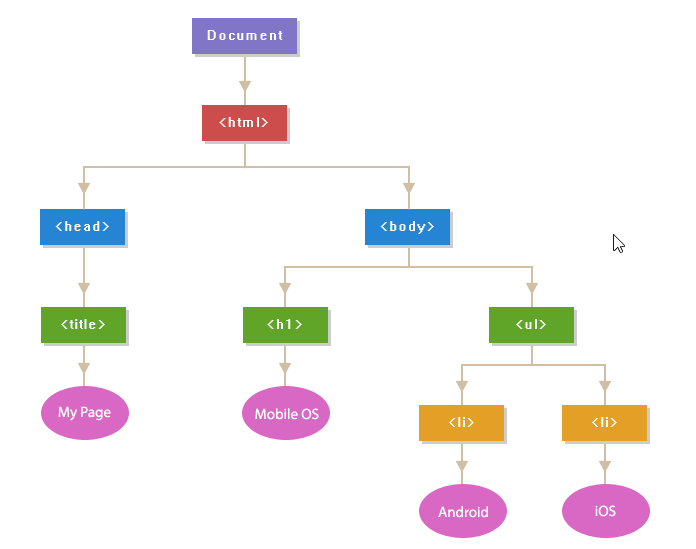 Document
<html>
<head>
<body>
<title>
<h1>
<ul>
My Page
Mobile OS
<li>
<li>
Android
iOS